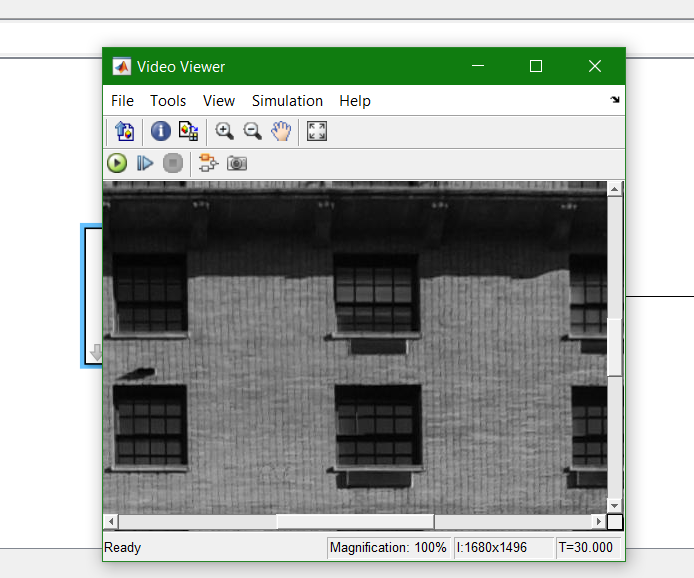 Video Viewer
File Tools View Simulation Help
Ready Magnification: 100% I:1680x1496 T=30.000